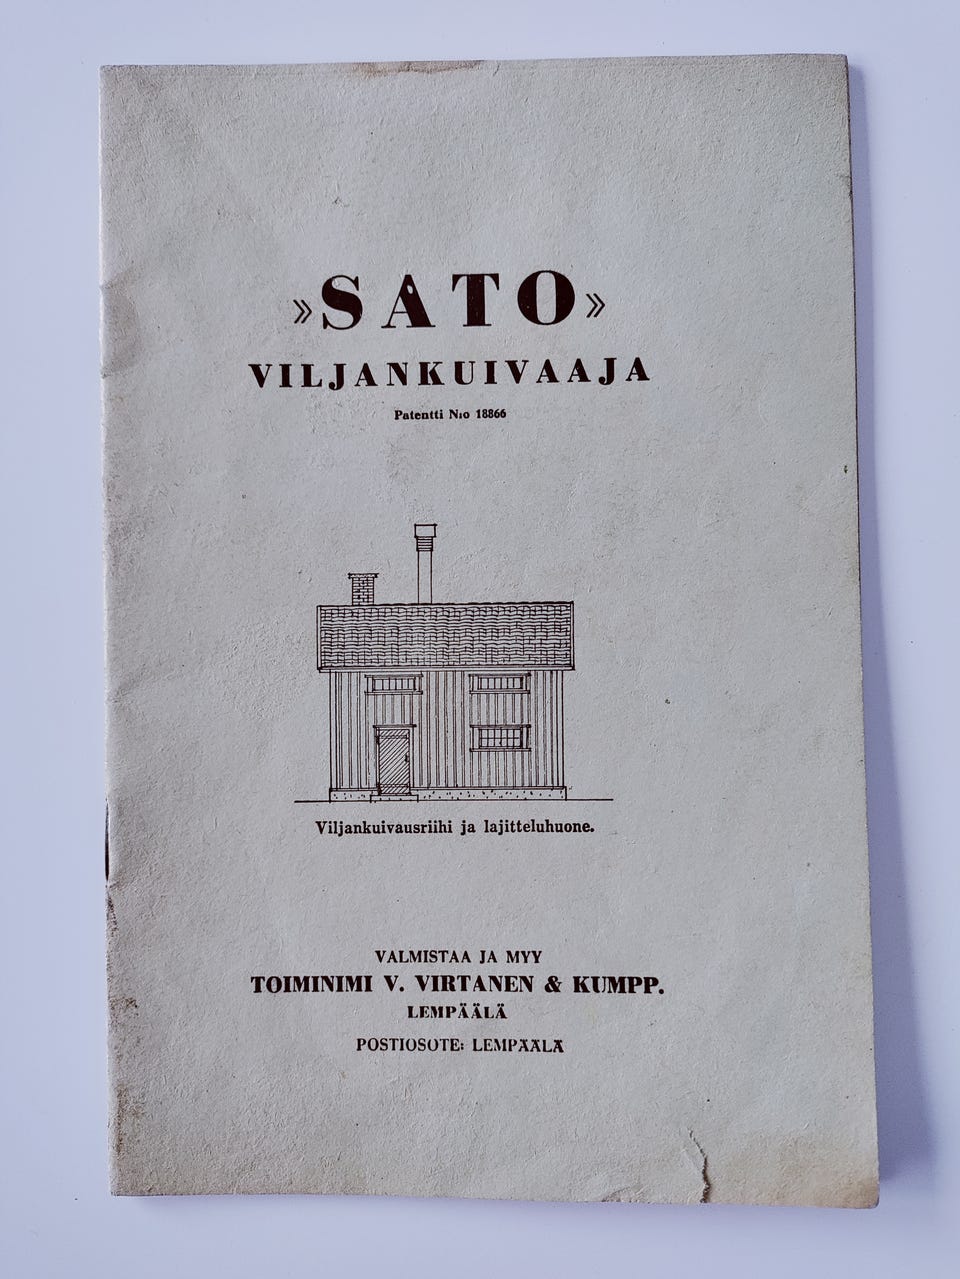 »SATO»
VILJANKUIVAAJA
Patentti N:o 18866
Viljankuivausriihi ja lajitteluhuone.
VALMISTAA JA MYY
TOIMINIMI V. VIRTANEN & KUMPP.
LEMPÄÄLÄ
POSTIOSOTE: LEMPÄÄLÄ